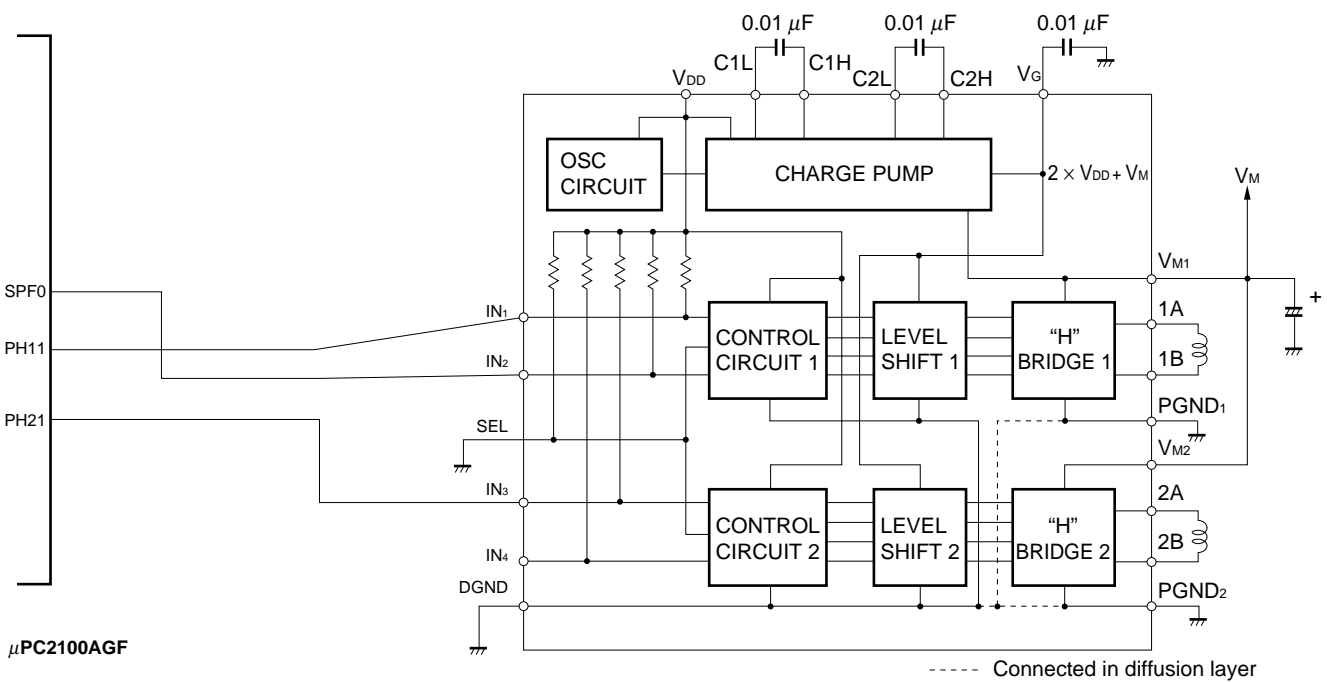 0.01 μF
0.01 μF
0.01 μF
C1L
C1H
C2L
C2H
VDD
VG
OSC
CIRCUIT
CHARGE PUMP
2 × VDD + VM
VM
SPF0
PH11
PH21
IN1
IN2
SEL
IN3
IN4
DGND
CONTROL
CIRCUIT 1
LEVEL
SHIFT 1
“H”
BRIDGE 1
VM1
1A
1B
+
PGND1
VM2
CONTROL
CIRCUIT 2
LEVEL
SHIFT 2
“H”
BRIDGE 2
2A
2B
PGND2
μPC2100AGF
Connected in diffusion layer